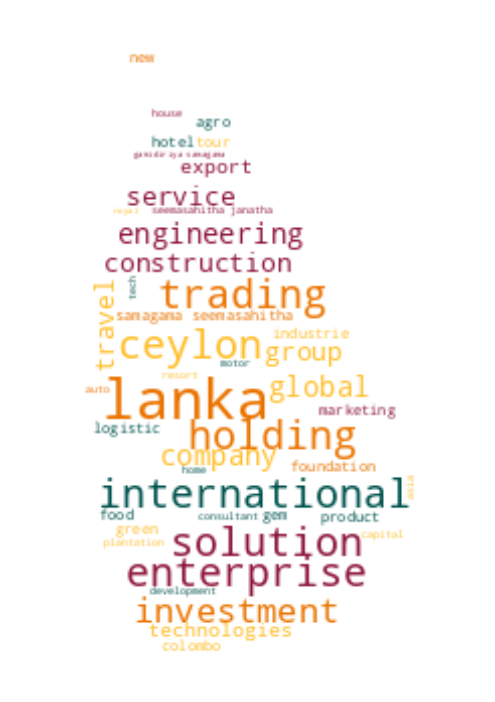 new
house
agro
hotel tour
gamidiriya samagama
export
service
royal seemasahitha janatha
engineering
construction
tech
trading
travel
samagama seemasahitha
ceylon
industrie
group
motor
resort
global
auto
lanka
marketing
logistic
holding
company
foundation
home
international
asia
food
consultant gem product
green
capital
plantation
solution
enterprise
development
investment
technologies
colombo